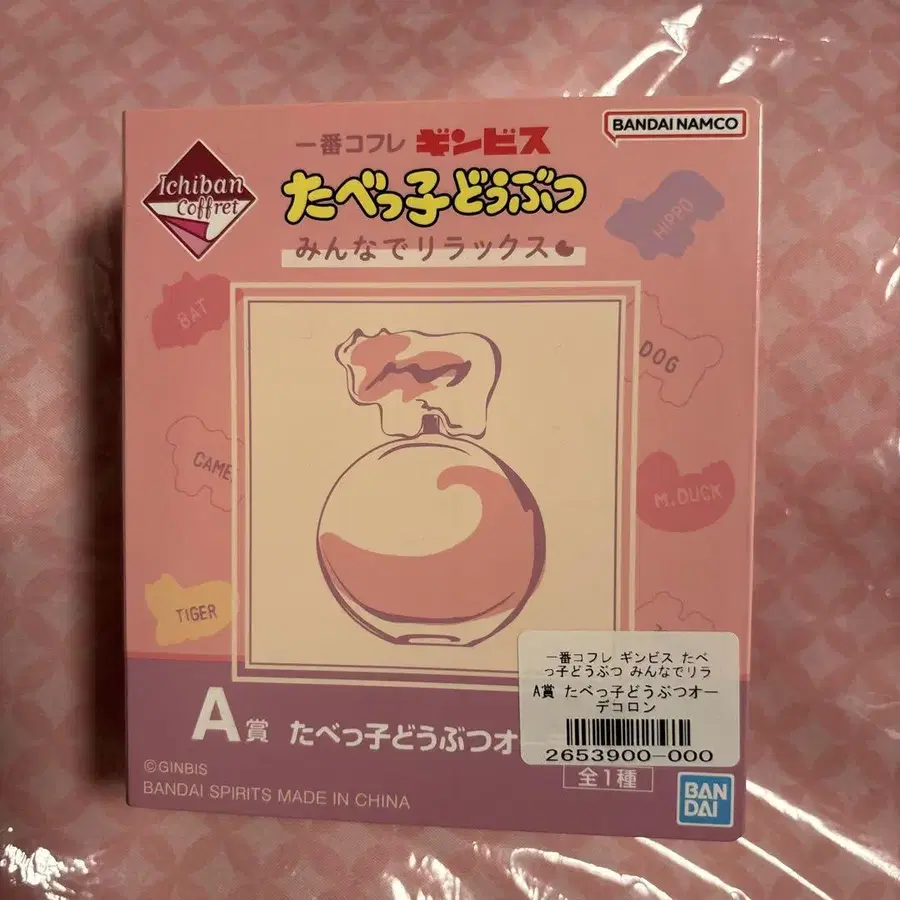 一番コフレ ギンビス
BANDAI NAMCO
Ichiban
Coffret
たべっ子どうぶつ
みんなでリラックス
HIPPO
BAT
DOG
CAME
M.DUCK
TIGER
一番コフレ ギンビス たべ
っ子どうぶつ みんなでリラ
A賞 たべっ子どうぶつオー
デコロン
2653900-000
A賞 たべっ子どうぶつオー
全1種
©GINBIS
BANDAI SPIRITS MADE IN CHINA
BAN
DAI